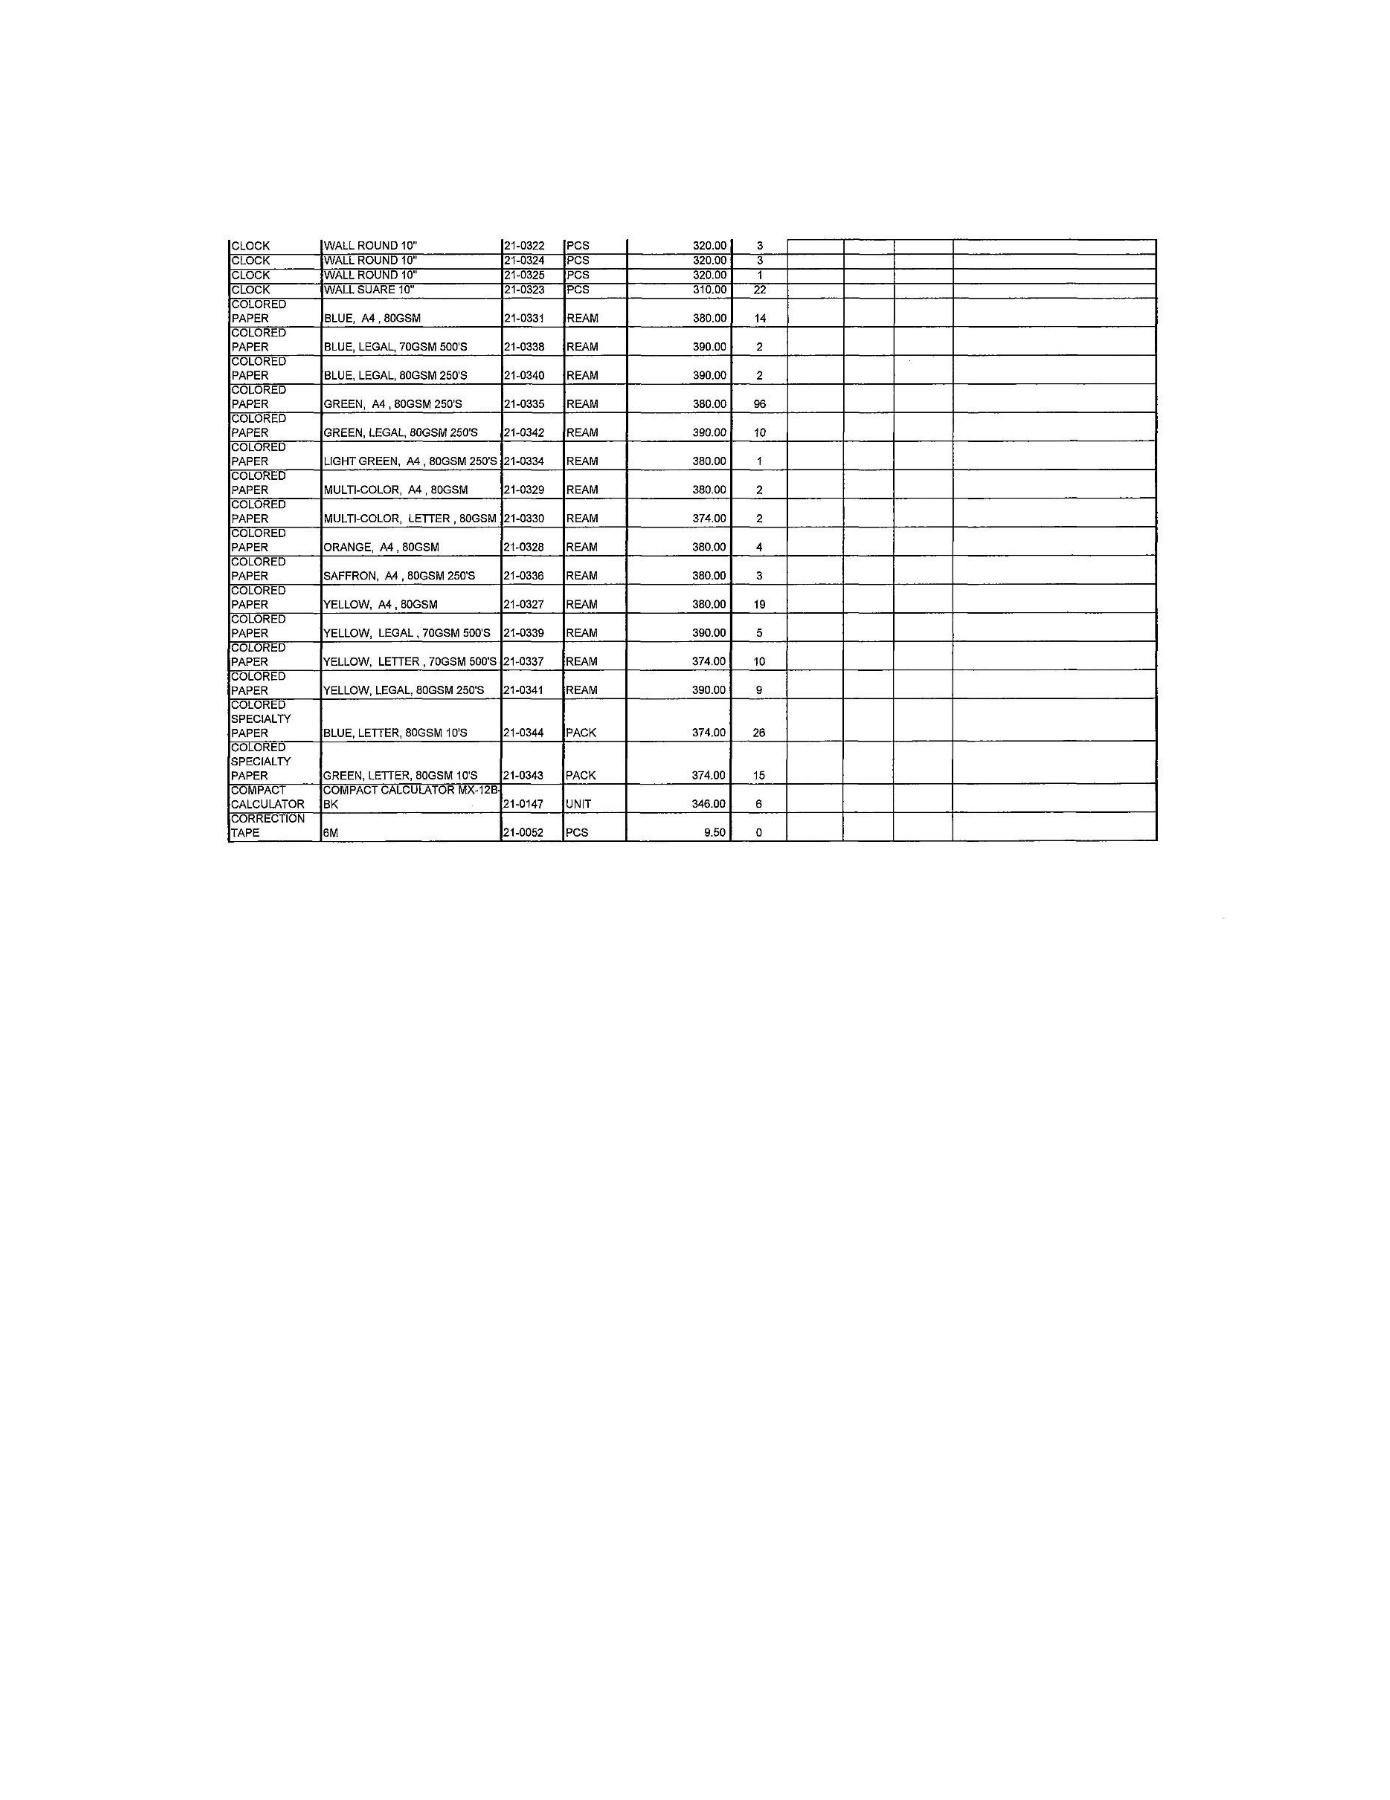 CLOCK WALL ROUND 10" 21-0322 PCS 320.00 3
CLOCK WALL ROUND 10" 21-0324 PCS 320.00 3
CLOCK WALL ROUND 10" 21-0325 PCS 320.00 1
CLOCK WALL SUARE 10" 21-0323 PCS 310.00 22
COLORED
PAPER BLUE, A4 , 80GSM 21-0331 REAM 380.00 14
COLORED
PAPER BLUE, LEGAL, 70GSM 500'S 21-0338 REAM 390.00 2
COLORED
PAPER BLUE, LEGAL, 80GSM 250'S 21-0340 REAM 390.00 2
COLORED
PAPER GREEN, A4 , 80GSM 250'S 21-0335 REAM 380.00 96
COLORED
PAPER GREEN, LEGAL, 80GSM 250'S 21-0342 REAM 390.00 10
COLORED
PAPER LIGHT GREEN, A4 , 80GSM 250'S 21-0334 REAM 380.00 1
COLORED
PAPER MULTI-COLOR, A4 , 80GSM 21-0329 REAM 380.00 2
COLORED
PAPER MULTI-COLOR, LETTER , 80GSM 21-0330 REAM 374.00 2
COLORED
PAPER ORANGE, A4 , 80GSM 21-0328 REAM 380.00 4
COLORED
PAPER SAFFRON, A4 , 80GSM 250'S 21-0336 REAM 380.00 3
COLORED
PAPER YELLOW, A4 , 80GSM 21-0327 REAM 380.00 19
COLORED
PAPER YELLOW, LEGAL , 70GSM 500'S 21-0339 REAM 390.00 5
COLORED
PAPER YELLOW, LETTER , 70GSM 500'S 21-0337 REAM 374.00 10
COLORED
PAPER YELLOW, LEGAL, 80GSM 250'S 21-0341 REAM 390.00 9
COLORED
SPECIALTY
PAPER BLUE, LETTER, 80GSM 10'S 21-0344 PACK 374.00 26
COLORED
SPECIALTY
PAPER GREEN, LETTER, 80GSM 10'S 21-0343 PACK 374.00 15
COMPACT COMPACT CALCULATOR MX-12B-
CALCULATOR BK 21-0147 UNIT 346.00 6
CORRECTION
TAPE 6M 21-0052 PCS 9.50 0